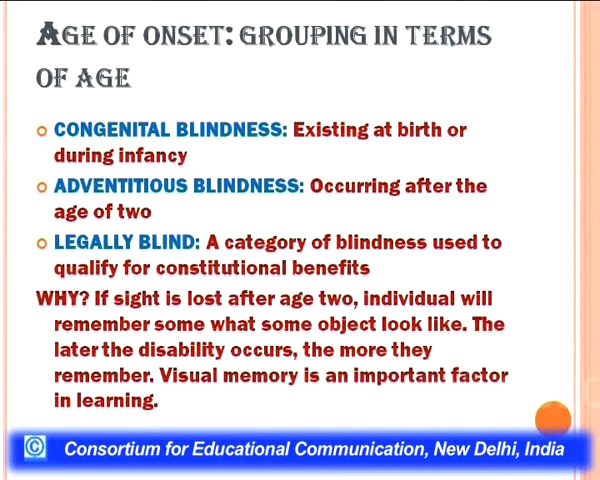 AGE OF ONSET: GROUPING IN TERMS
OF AGE
CONGENITAL BLINDNESS: Existing at birth or
during infancy
ADVENTITIOUS BLINDNESS: Occurring after the
age of two
LEGALLY BLIND: A category of blindness used to
qualify for constitutional benefits
WHY? If sight is lost after age two, individual will
remember some what some object look like. The
later the disability occurs, the more they
remember. Visual memory is an important factor
in learning.
© Consortium for Educational Communication, New Delhi, India